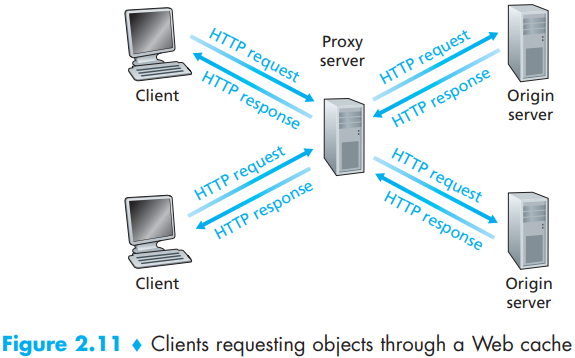 HTTP request
HTTP response
Client
Proxy
server
HTTP request
HTTP response
Origin
server
HTTP request
HTTP response
Client
HTTP request
HTTP response
Origin
server
Figure 2.11 ♦ Clients requesting objects through a Web cache